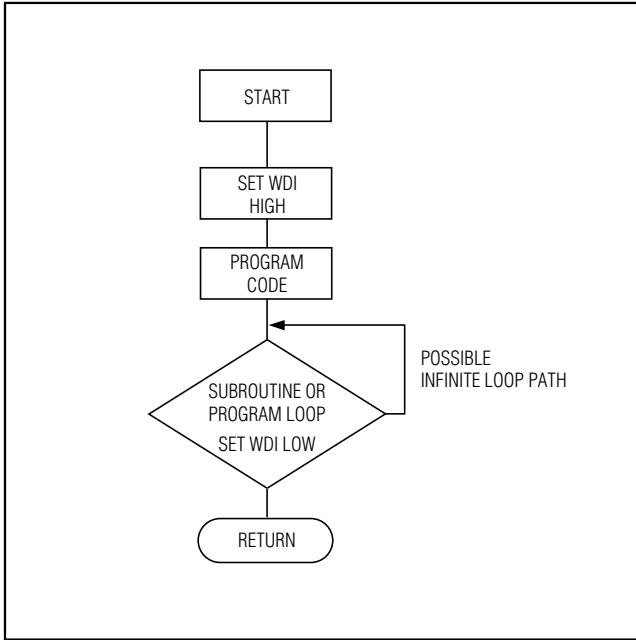 START
SET WDI
HIGH
PROGRAM
CODE
POSSIBLE
INFINITE LOOP PATH
SUBROUTINE OR
PROGRAM LOOP
SET WDI LOW
RETURN